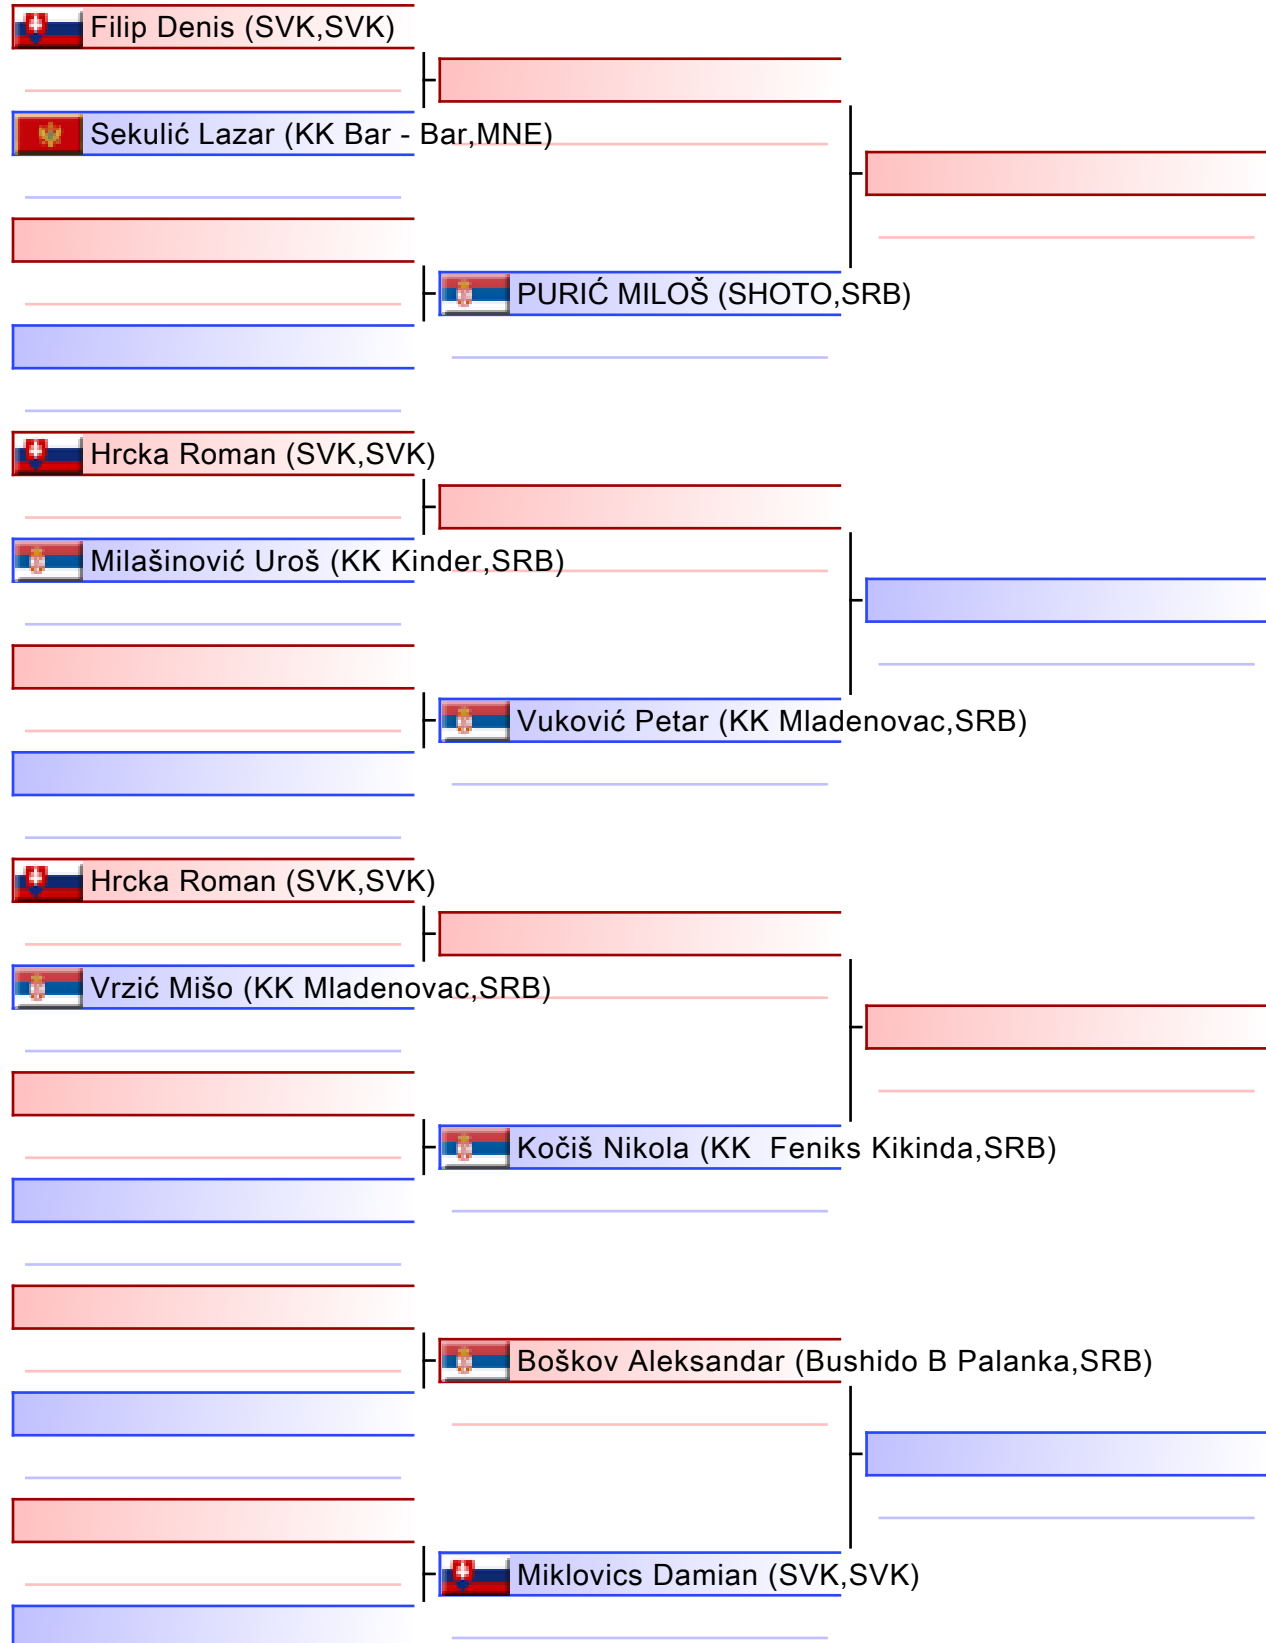 Filip Denis (SVK,SVK)
Sekulić Lazar (KK Bar - Bar,MNE)
PURIĆ MILOŠ (SHOTO,SRB)
Hrcka Roman (SVK,SVK)
Milašinović Uroš (KK Kinder,SRB)
Vuković Petar (KK Mladenovac,SRB)
Hrcka Roman (SVK,SVK)
Vrzić Mišo (KK Mladenovac,SRB)
Kočiš Nikola (KK  Feniks Kikinda,SRB)
Boškov Aleksandar (Bushido B Palanka,SRB)
Miklovics Damian (SVK,SVK)